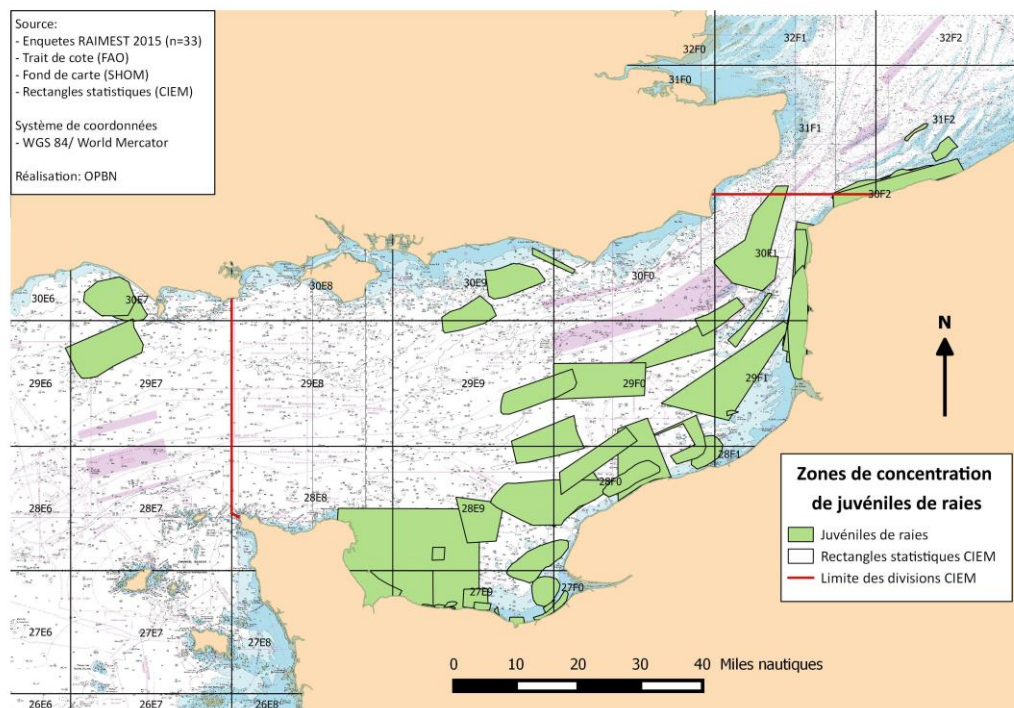 Source:
- Enquetes RAIMEST 2015 (n=33)
- Trait de cote (FAO)
- Fond de carte (SHOM)
- Rectangles statistiques (CIEM)
Système de coordonnées
- WGS 84/ World Mercator
Réalisation: OPBN
32F0
32F1
32F2
31F0
31F1
31F2
30F2
30E6
30E7
30E8
30E9
30F0
30F1
29E6
29E7
29E8
29E9
29F0
29F1
28E6
28E7
28E8
28E9
28F0
28F1
27E6
27E7
27E8
27E9
27F0
26E6
26E7
26E8
N
Zones de concentration
de juvéniles de raies
Juvéniles de raies
Rectangles statistiques CIEM
Limite des divisions CIEM
0 10 20 30 40 Miles nautiques